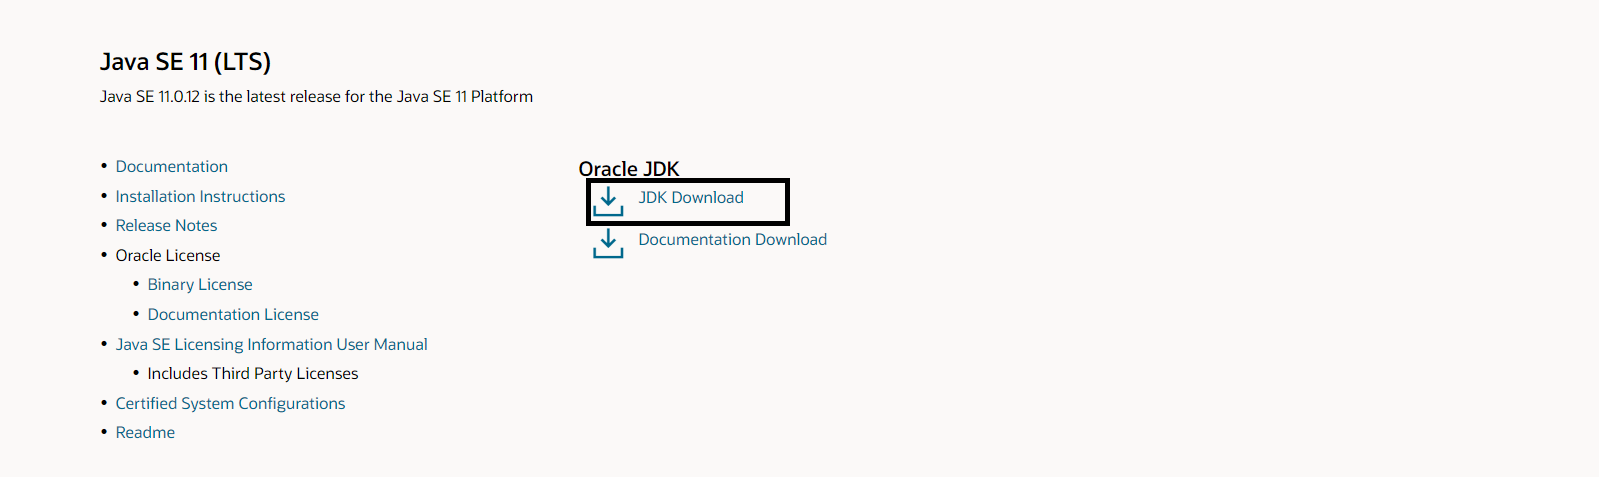 Java SE 11 (LTS)
Java SE 11.0.12 is the latest release for the Java SE 11 Platform
• Documentation
• Installation Instructions
• Release Notes
• Oracle License
• Binary License
• Documentation License
• Java SE Licensing Information User Manual
• Includes Third Party Licenses
• Certified System Configurations
• Readme
Oracle JDK
JDK Download
Documentation Download